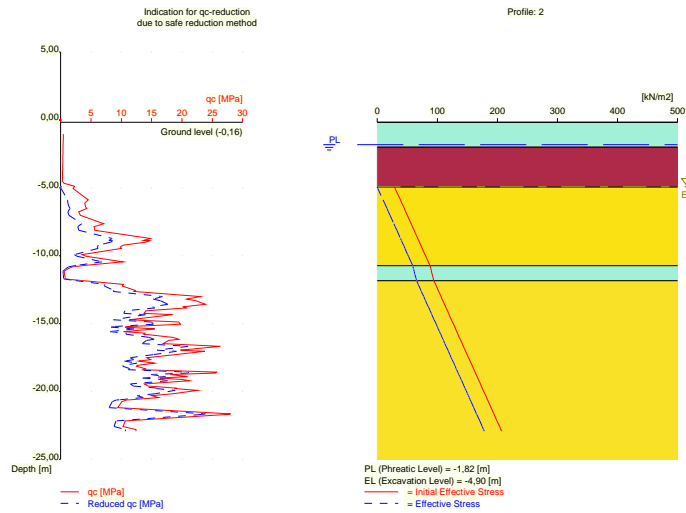 Indication for qc-reduction
due to safe reduction method
Profile: 2
5,00
qc [MPa]
5 10 15 20 25 30
0,00
Ground level (-0,16)
-5,00
-10,00
-15,00
-20,00
-25,00
Depth [m]
qc [MPa]
Reduced qc [MPa]
[kN/m2]
0 100 200 300 400 500
PL
E
PL (Phreatic Level) = -1,82 [m]
EL (Excavation Level) = -4,90 [m]
= Initial Effective Stress
= Effective Stress